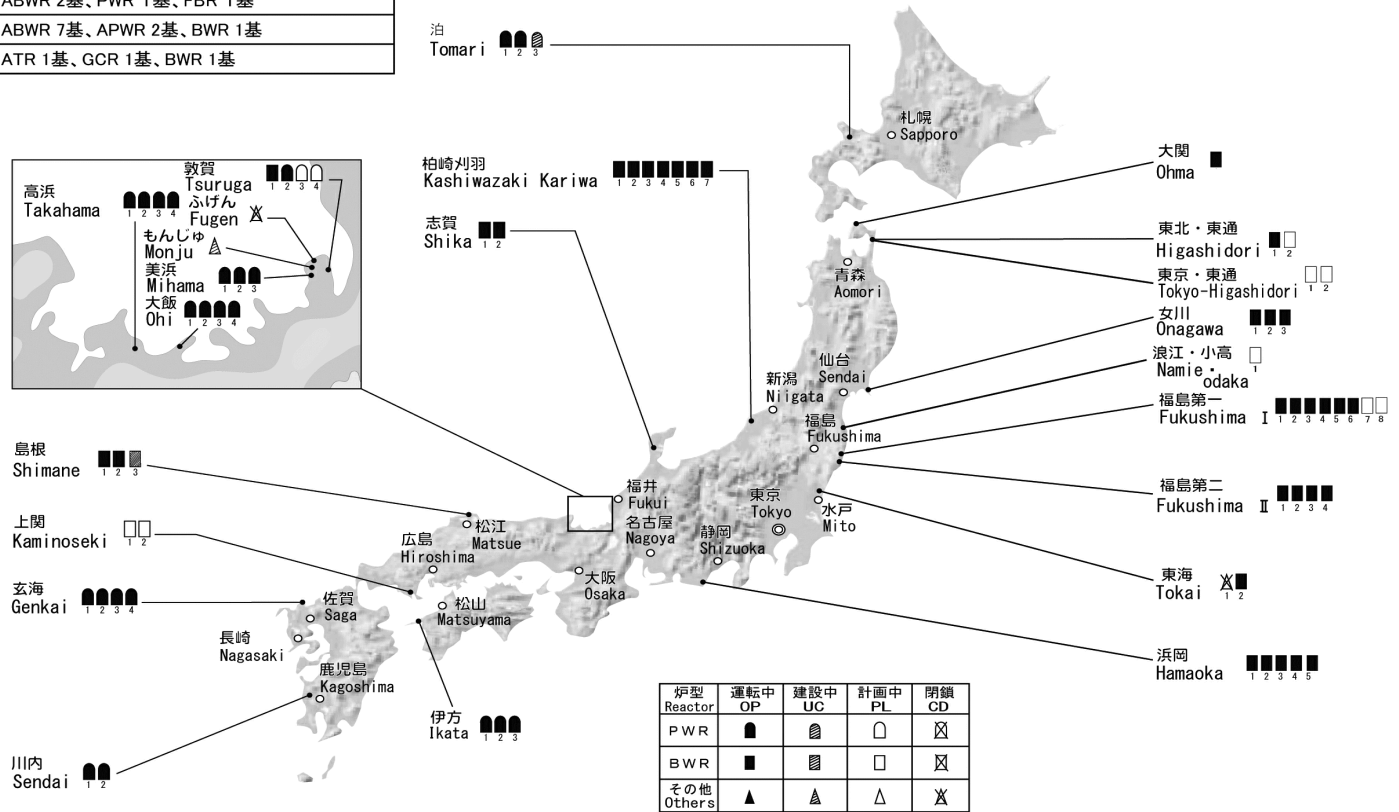 ABWR 2基、PWR 1基、FBR 1基
ABWR 7基、APWR 2基、BWR 1基
ATR 1基、GCR 1基、BWR 1基
泊
Tomari
1 2 3
札幌
Sapporo
高浜
Takahama
1 2 3 4
敦賀
Tsuruga
1 2 3 4
ふげん
Fugen
もんじゅ
Monju
美浜
Mihama
1 2 3
大飯
Ohi
1 2 3 4
柏崎刈羽
Kashiwazaki Kariwa
1 2 3 4 5 6 7
志賀
Shika
1 2
大関
Ohma
東北・東通
Higashidori
1 2
東京・東通
Tokyo-Higashidori
1 2
青森
Aomori
女川
Onagawa
1 2 3
浪江・小高
Namie・
odaka
1
仙台
Sendai
新潟
Niigata
福島
Fukushima
福島第一
Fukushima Ⅰ
1 2 3 4 5 6 7 8
福島第二
Fukushima Ⅱ
1 2 3 4
島根
Shimane
1 2 3
上関
Kaminoseki
1 2
玄海
Genkai
1 2 3 4
福井
Fukui
東京
Tokyo
水戸
Mito
名古屋
Nagoya
静岡
Shizuoka
松江
Matsue
広島
Hiroshima
大阪
Osaka
松山
Matsuyama
佐賀
Saga
長崎
Nagasaki
鹿児島
Kagoshima
東海
Tokai
1 2
浜岡
Hamaoka
1 2 3 4 5
伊方
Ikata
1 2 3
川内
Sendai
1 2
炉型 運転中 建設中 計画中 閉鎖
Reactor OP UC PL CD
PWR
BWR
その他
Others